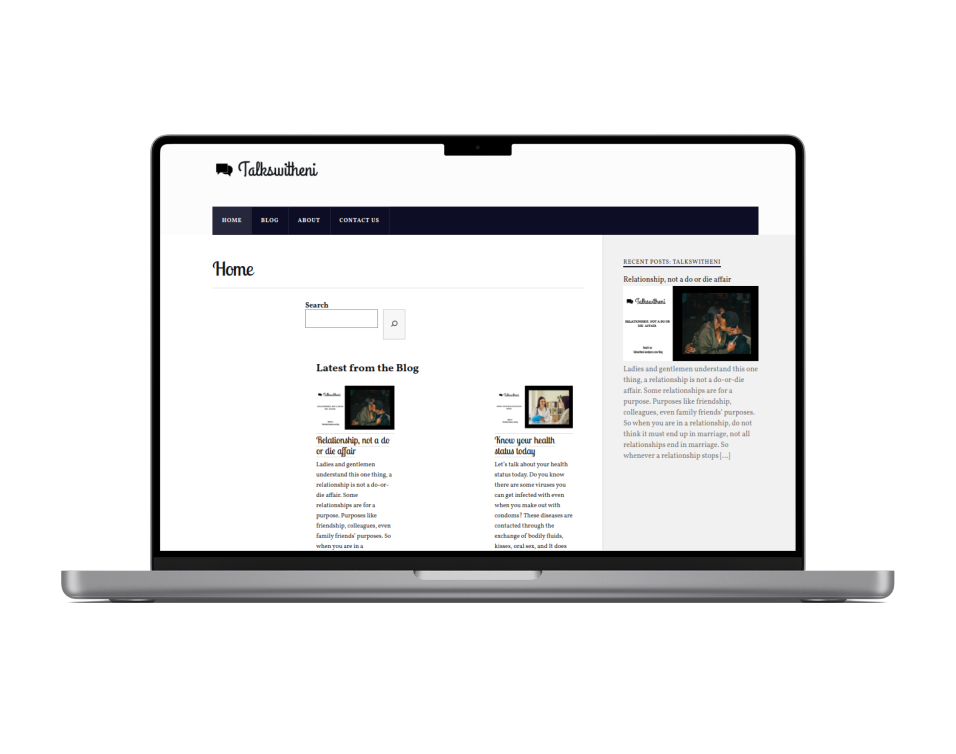 Talkswitheni
HOME BLOG ABOUT CONTACT US
Home
Search
Latest from the Blog
Relationship, not a do
or die affair
Ladies and gentlemen
understand this one thing, a
relationship is not a do-or-
die affair. Some
relationships are for a
purpose. Purposes like
friendship, colleagues, even
family friends' purposes. So
when you are in a
Know your health
status today
Let's talk about your health
status today. Do you know
there are some viruses you
can get infected with even
when you make out with
condoms? These diseases are
contacted through the
exchange of bodily fluids,
kisses, oral sex, and It does
RECENT POSTS: TALKSWITHENI
Relationship, not a do or die affair
Talkswitheni
RELATIONSHIP, NOT A DO OR
DIE AFFAIR.
Ladies and gentlemen understand this one
thing, a relationship is not a do-or-die
affair. Some relationships are for a
purpose. Purposes like friendship,
colleagues, even family friends' purposes.
So when you are in a relationship, do not
think it must end up in marriage, not all
relationships end in marriage. So
whenever a relationship stops [...]